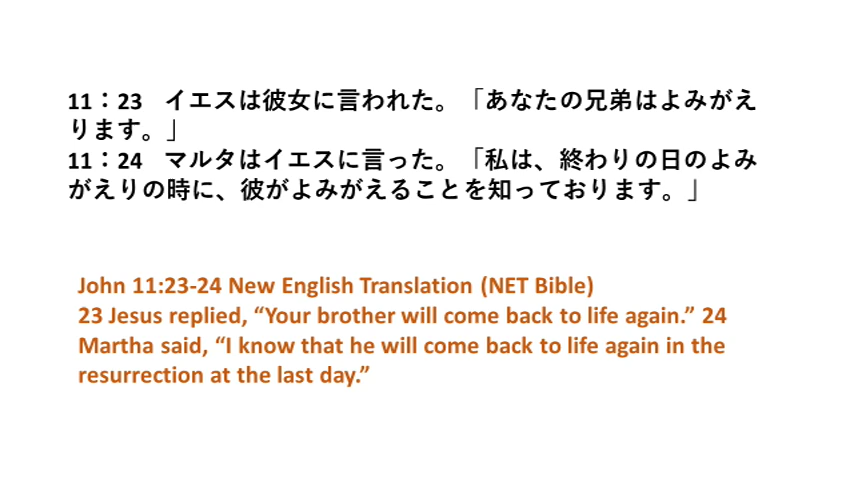 11：23　イエスは彼女に言われた。「あなたの兄弟はよみがえ
ります。」
11：24　マルタはイエスに言った。「私は、終わりの日のよみ
がえりの時に、彼がよみがえることを知っております。」
John 11:23-24 New English Translation (NET Bible)
23 Jesus replied, “Your brother will come back to life again.” 24
Martha said, “I know that he will come back to life again in the
resurrection at the last day.”